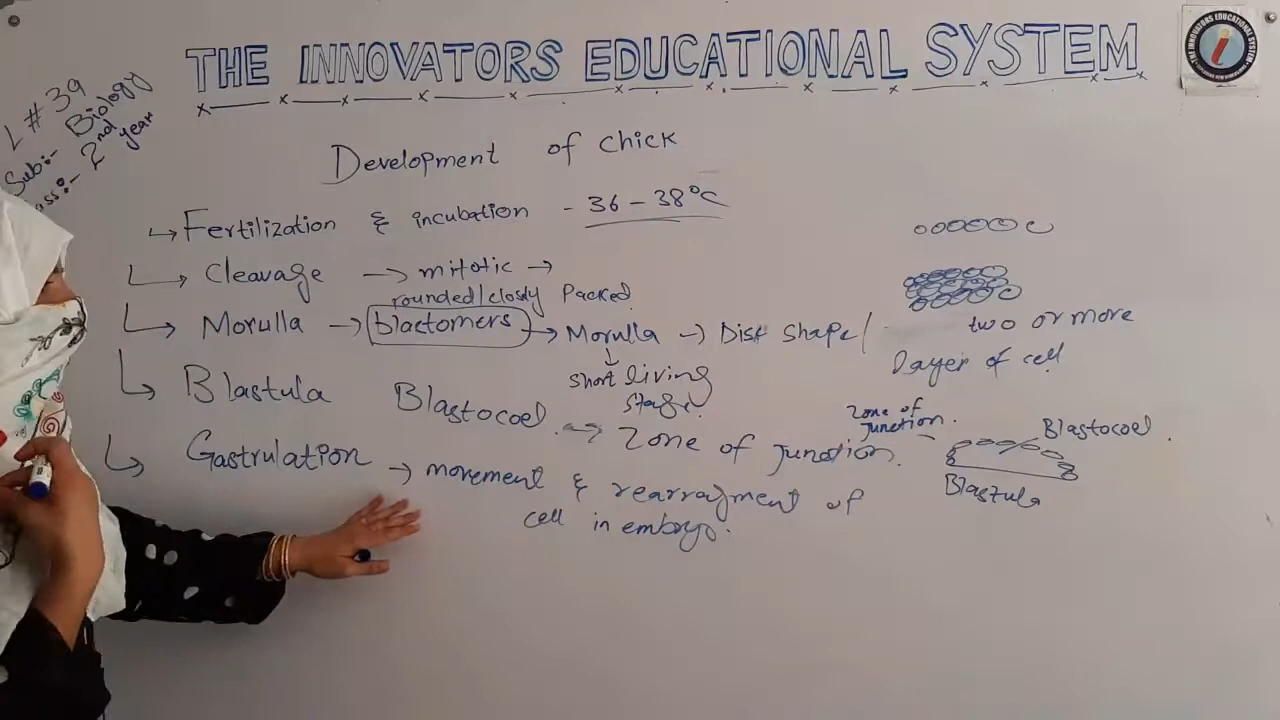 THE INNOVATORS EDUCATIONAL SYSTEM
L # 39
Sub:- Biology
ass:- 2nd year
Development of chick
Fertilization & incubation - 36 - 38°C
Cleavage → mitotic →
rounded/closly Packed
Morulla → blastomers → Morulla → Disk shape/ two or more
layer of cell
short living
stage.
Blastula Blastocoel. → Zone of Junction.
Zone of
Junction.
Blastocoel.
Blastula
Gastrulation → movement & rearragment of
cell in embryo.